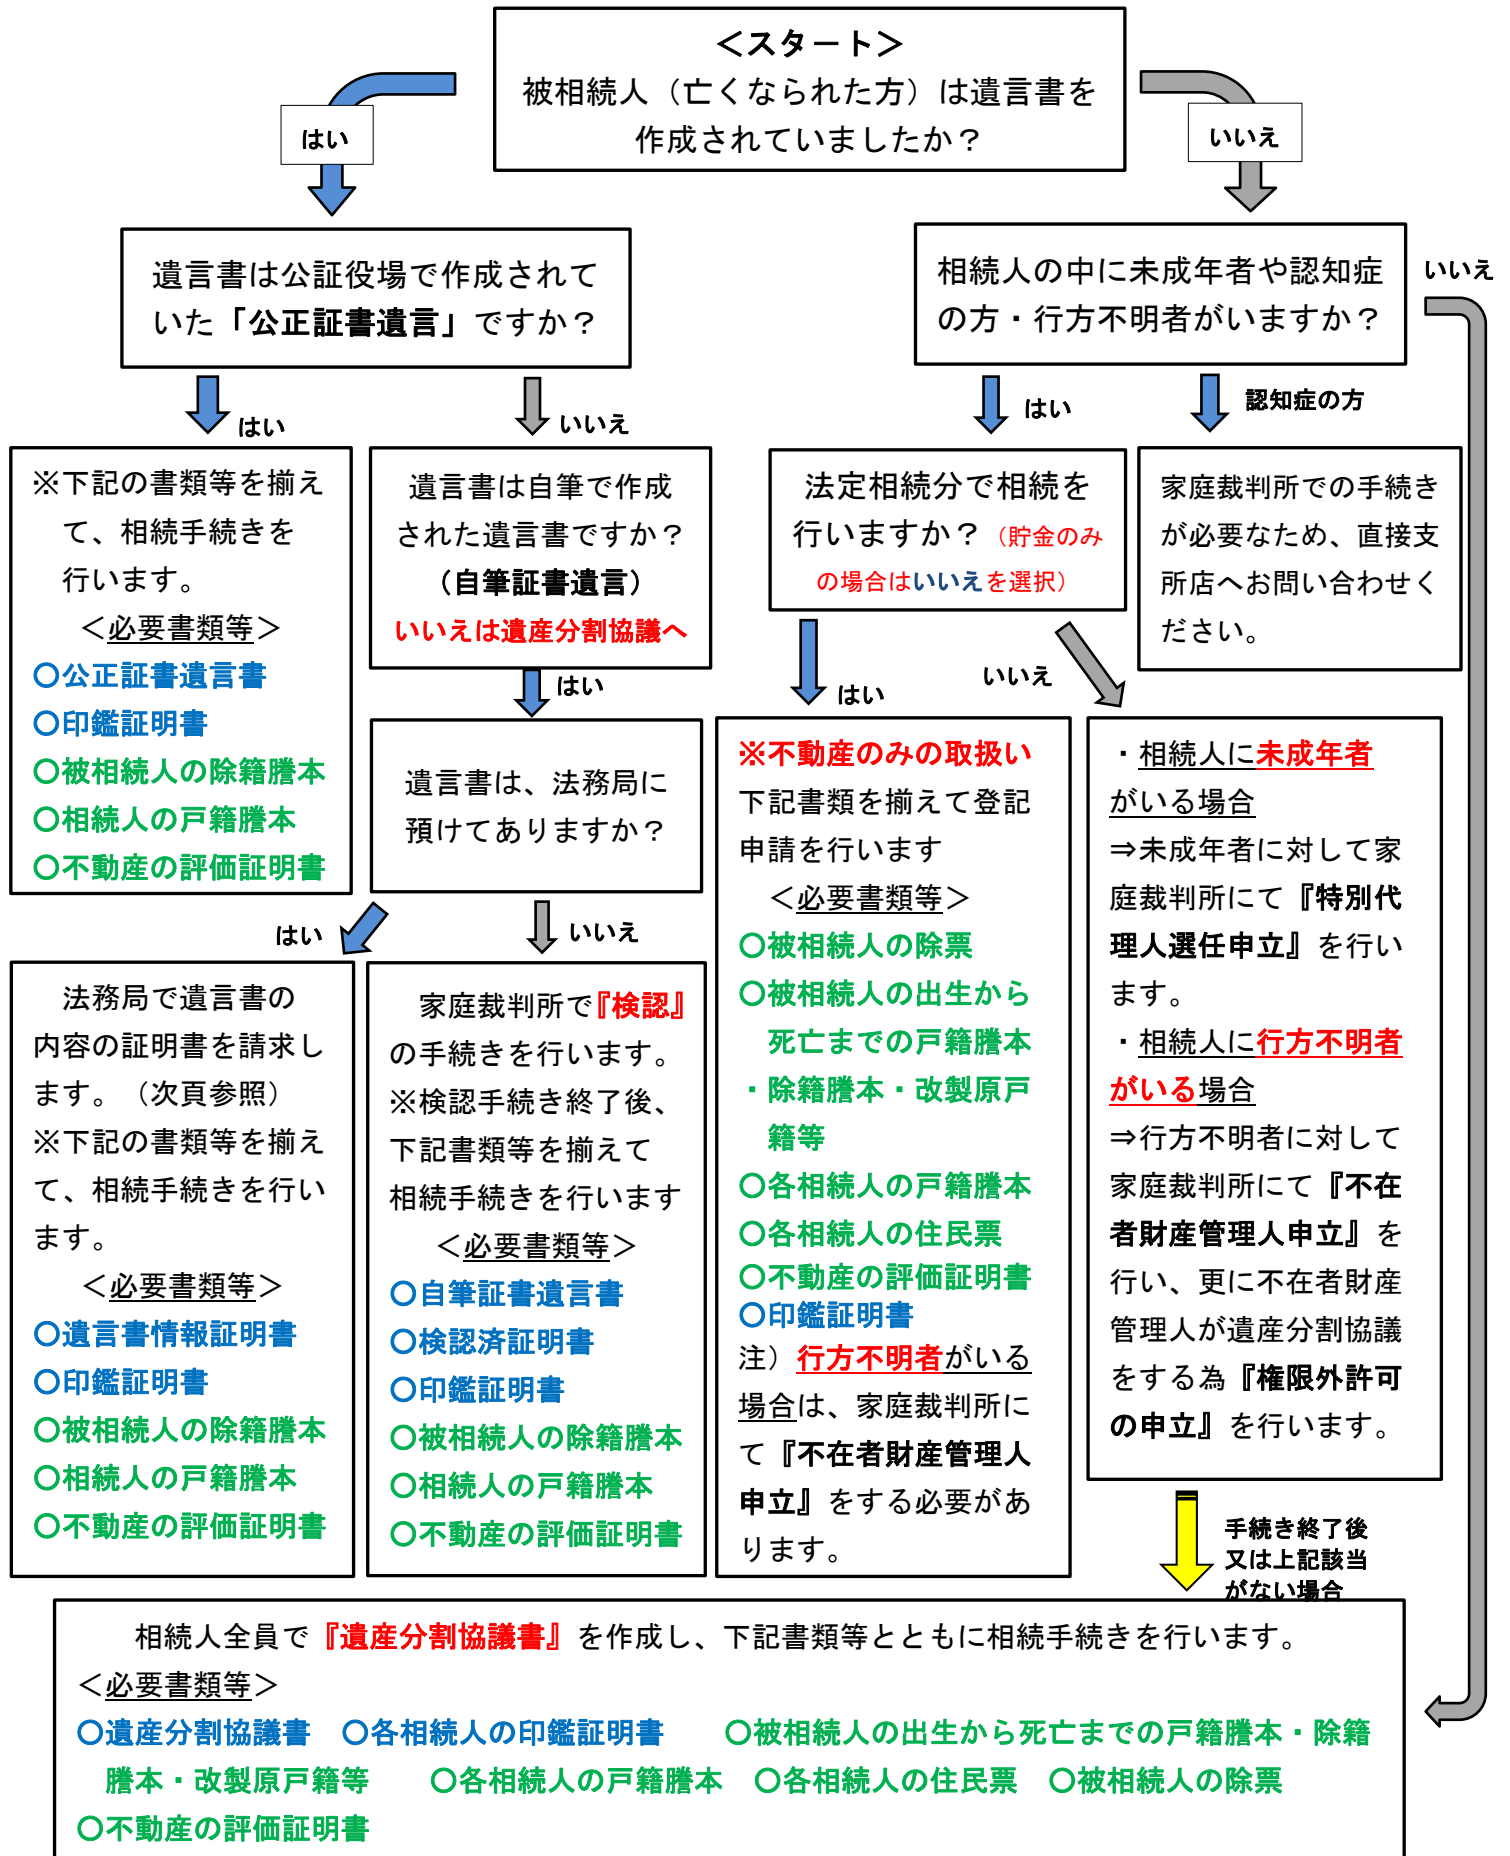 ＜スタート＞
被相続人（亡くなられた方）は遺言書を
作成されていましたか？
はい
いいえ
遺言書は公証役場で作成されて
いた「公正証書遺言」ですか？
相続人の中に未成年者や認知症
の方・行方不明者がいますか？
いいえ
はい
いいえ
はい
認知症の方
※下記の書類等を揃え
て、相続手続きを
行います。
＜必要書類等＞
〇公正証書遺言書
〇印鑑証明書
〇被相続人の除籍謄本
〇相続人の戸籍謄本
〇不動産の評価証明書
遺言書は自筆で作成
された遺言書ですか？
（自筆証書遺言）
いいえは遺産分割協議へ
法定相続分で相続を
行いますか？（貯金のみ
の場合はいいえを選択）
家庭裁判所での手続き
が必要なため、直接支
所店へお問い合わせく
ださい。
はい
はい
いいえ
遺言書は、法務局に
預けてありますか？
はい
いいえ
法務局で遺言書の
内容の証明書を請求し
ます。（次頁参照）
※下記の書類等を揃え
て、相続手続きを行い
ます。
＜必要書類等＞
〇遺言書情報証明書
〇印鑑証明書
〇被相続人の除籍謄本
〇相続人の戸籍謄本
〇不動産の評価証明書
家庭裁判所で『検認』
の手続きを行います。
※検認手続き終了後、
下記書類等を揃えて
相続手続きを行います
＜必要書類等＞
〇自筆証書遺言書
〇検認済証明書
〇印鑑証明書
〇被相続人の除籍謄本
〇相続人の戸籍謄本
〇不動産の評価証明書
※不動産のみの取扱い
下記書類を揃えて登記
申請を行います
＜必要書類等＞
〇被相続人の除票
〇被相続人の出生から
死亡までの戸籍謄本
・除籍謄本・改製原戸
籍等
〇各相続人の戸籍謄本
〇各相続人の住民票
〇不動産の評価証明書
〇印鑑証明書
注）行方不明者がいる
場合は、家庭裁判所に
て『不在者財産管理人
申立』をする必要があ
ります。
・相続人に未成年者
がいる場合
⇒未成年者に対して家
庭裁判所にて『特別代
理人選任申立』を行い
ます。
・相続人に行方不明者
がいる場合
⇒行方不明者に対して
家庭裁判所にて『不在
者財産管理人申立』を
行い、更に不在者財産
管理人が遺産分割協議
をする為『権限外許可
の申立』を行います。
手続き終了後
又は上記該当
がない場合
相続人全員で『遺産分割協議書』を作成し、下記書類等とともに相続手続きを行います。
＜必要書類等＞
〇遺産分割協議書　〇各相続人の印鑑証明書　　〇被相続人の出生から死亡までの戸籍謄本・除籍
謄本・改製原戸籍等　　〇各相続人の戸籍謄本　〇各相続人の住民票　〇被相続人の除票
〇不動産の評価証明書